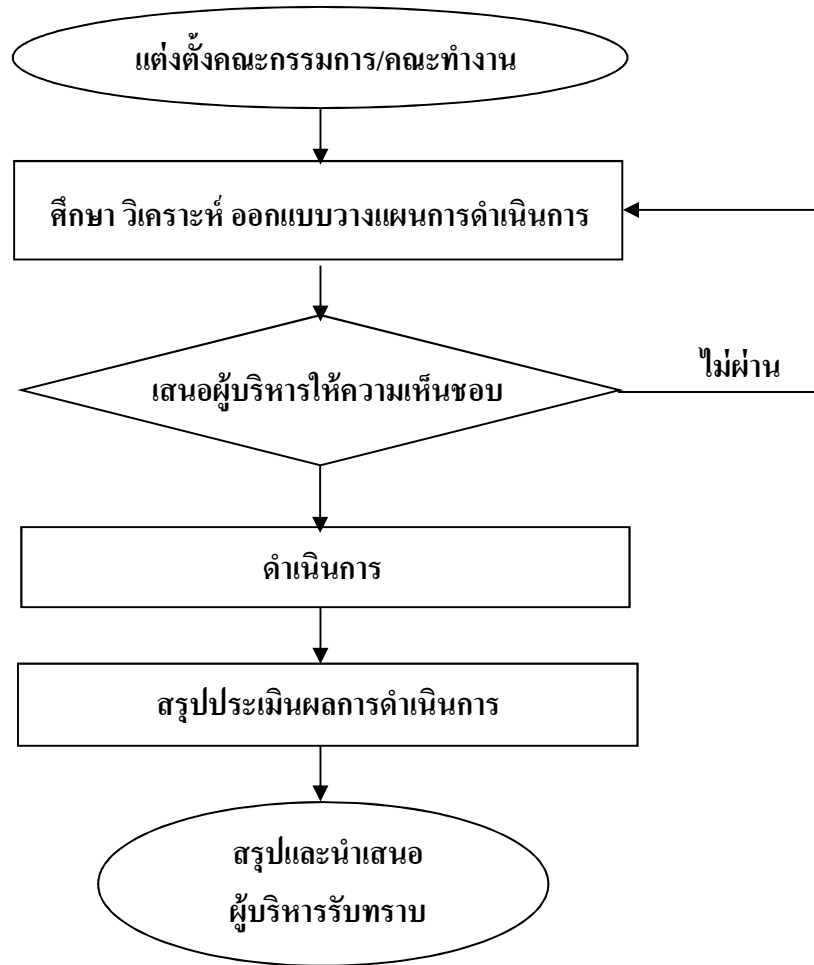 แต่งตั้งคณะกรรมการ/คณะทำงาน
ศึกษา วิเคราะห์ ออกแบบวางแผนการดำเนินการ
เสนอผู้บริหารให้ความเห็นชอบ
ไม่ผ่าน
ดำเนินการ
สรุปประเมินผลการดำเนินการ
สรุปและนำเสนอ
ผู้บริหารรับทราบ